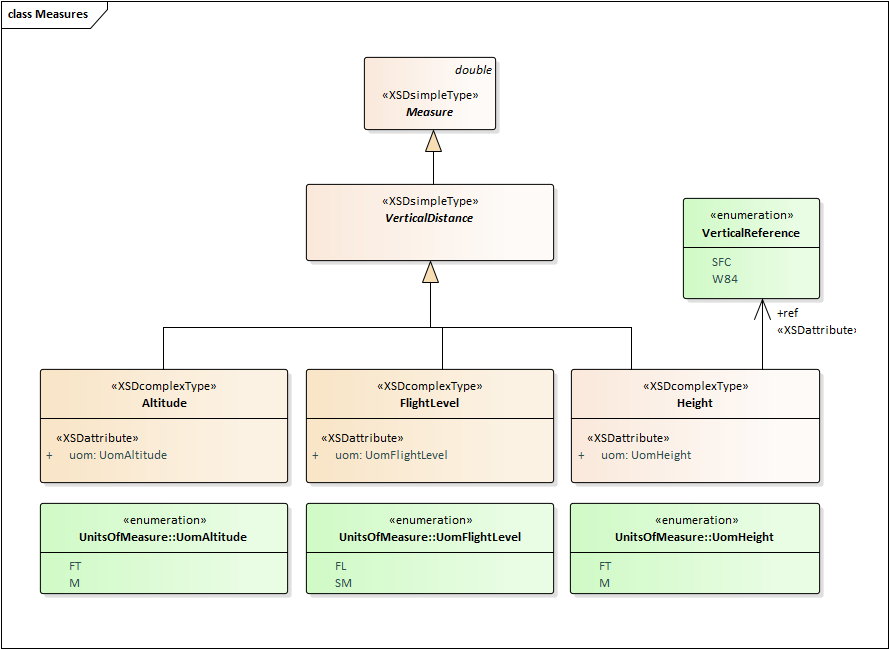 class Measures
double
«XSDsimpleType»
Measure
«XSDsimpleType»
VerticalDistance
«enumeration»
VerticalReference
SFC
W84
+ref
«XSDattribute»
«XSDcomplexType»
Altitude
«XSDattribute»
+ uom: UomAltitude
«XSDcomplexType»
FlightLevel
«XSDattribute»
+ uom: UomFlightLevel
«XSDcomplexType»
Height
«XSDattribute»
+ uom: UomHeight
«enumeration»
UnitsOfMeasure::UomAltitude
FT
M
«enumeration»
UnitsOfMeasure::UomFlightLevel
FL
SM
«enumeration»
UnitsOfMeasure::UomHeight
FT
M